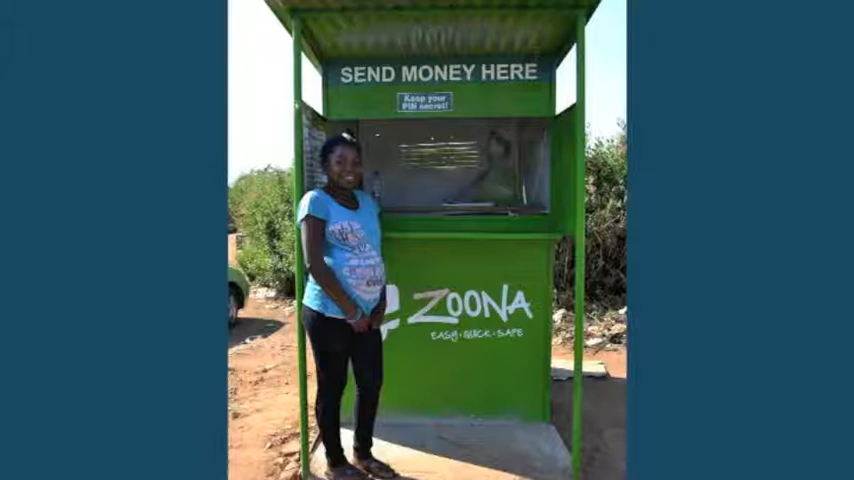 SEND MONEY HERE
Keep your
PIN secret!
ZOONA
EASY • QUICK • SAFE